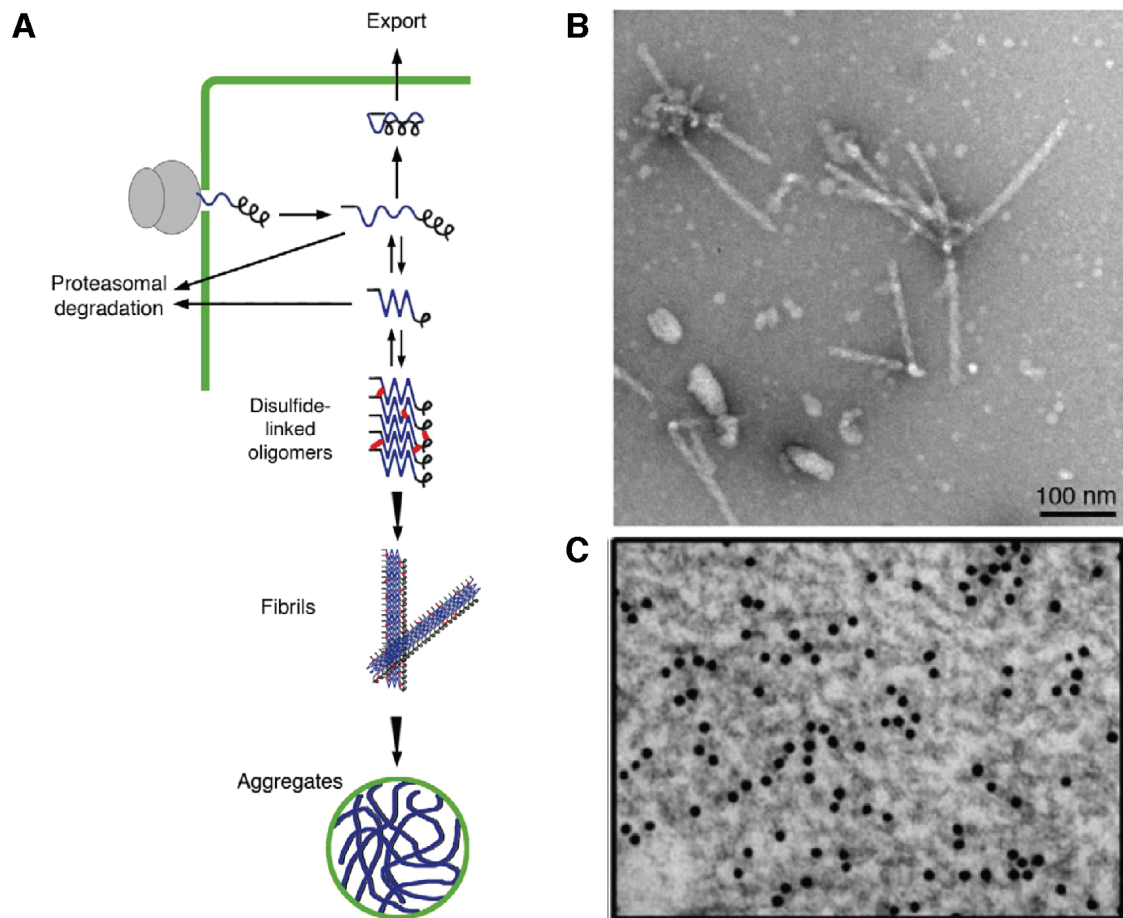 A
Export
Proteasomal
degradation
Disulfide-
linked
oligomers
Fibrils
Aggregates
B
100 nm
C